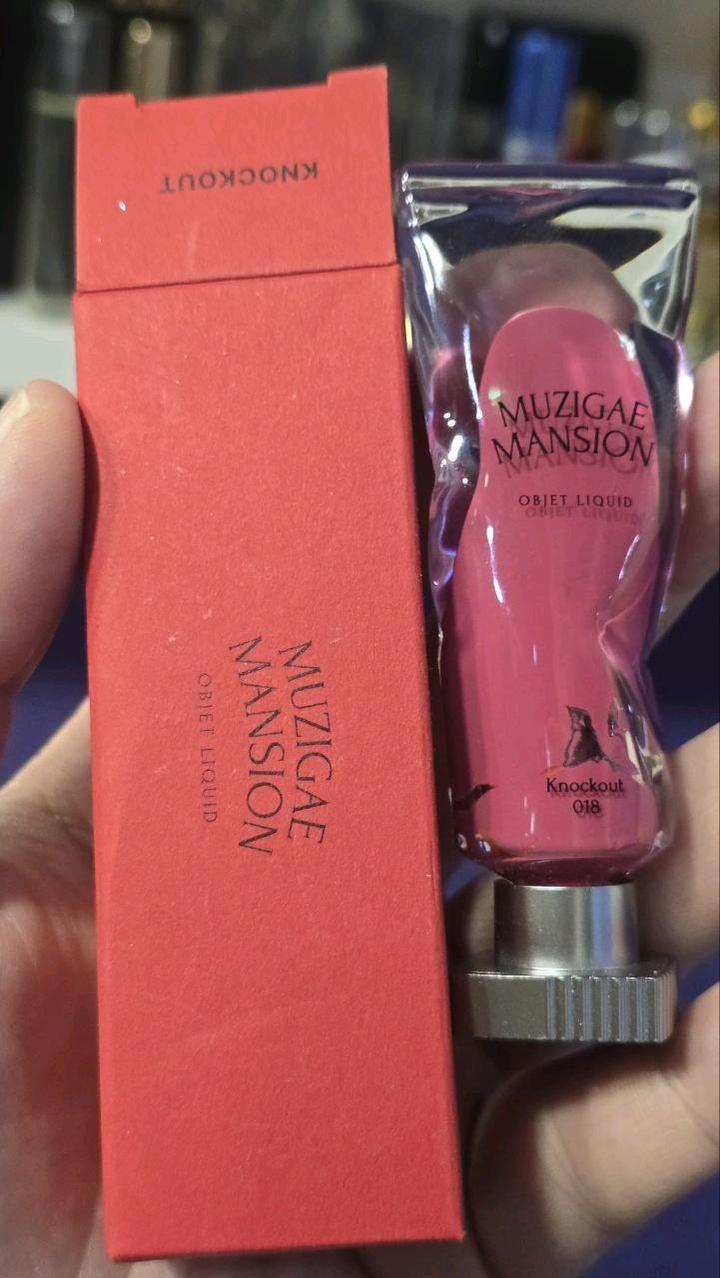 KNOCKOUT
MUZIGAE
MANSION
OBJET LIQUID
MUZIGAE
MANSION
OBJET LIQUID
Knockout
018